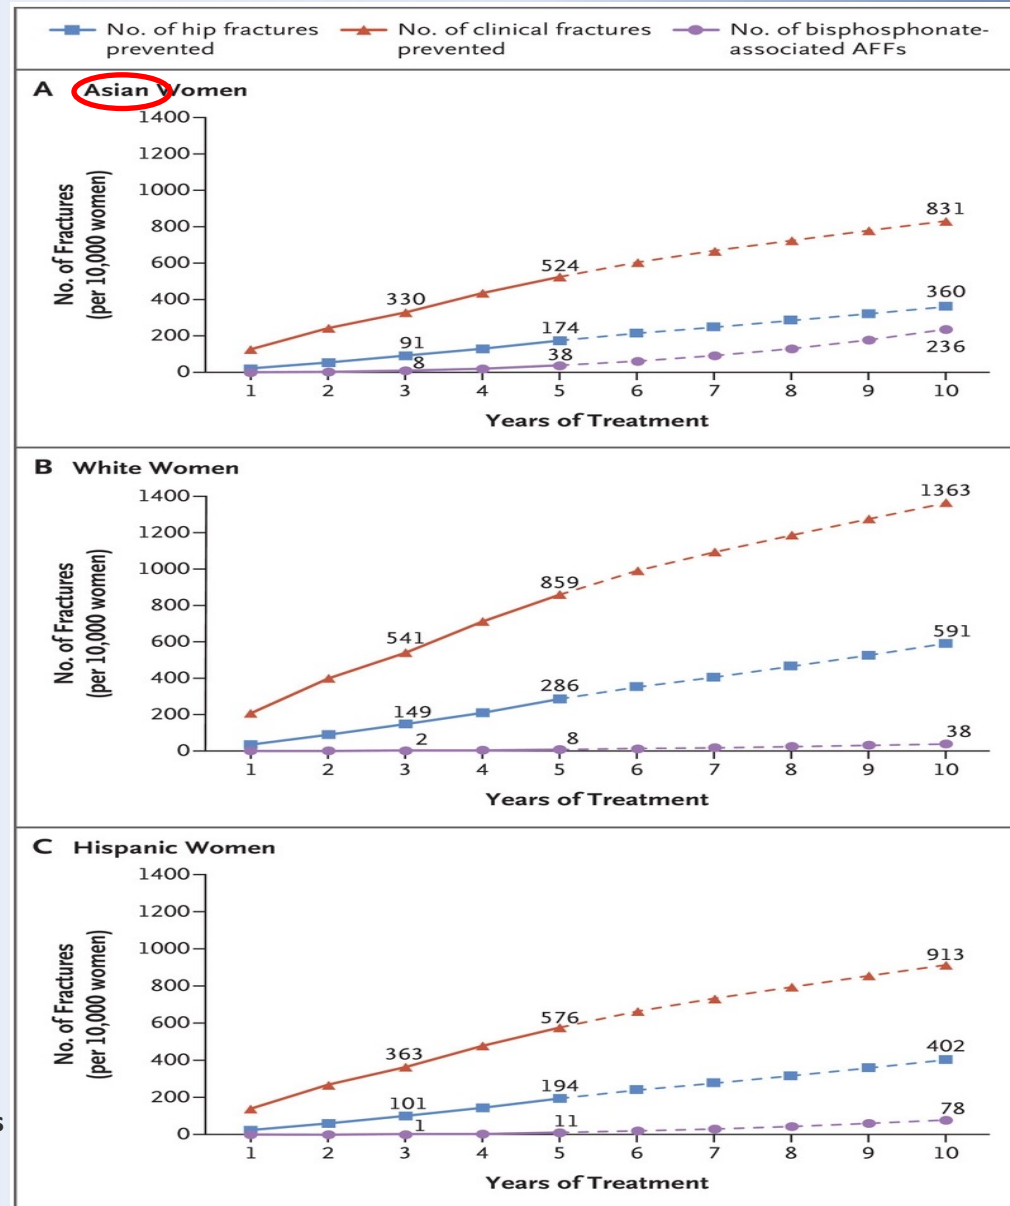 No. of hip fractures prevented
No. of clinical fractures prevented
No. of bisphosphonate-associated AFFs
A Asian Women
1400
1200
1000
800
600
400
200
0
No. of Fractures
(per 10,000 women)
330
524
831
91
174
360
8
38
236
1 2 3 4 5 6 7 8 9 10
Years of Treatment
B White Women
1400
1200
1000
800
600
400
200
0
No. of Fractures
(per 10,000 women)
541
859
1363
149
286
591
2
8
38
1 2 3 4 5 6 7 8 9 10
Years of Treatment
C Hispanic Women
1400
1200
1000
800
600
400
200
0
No. of Fractures
(per 10,000 women)
363
576
913
101
194
402
1
11
78
s
1 2 3 4 5 6 7 8 9 10
Years of Treatment